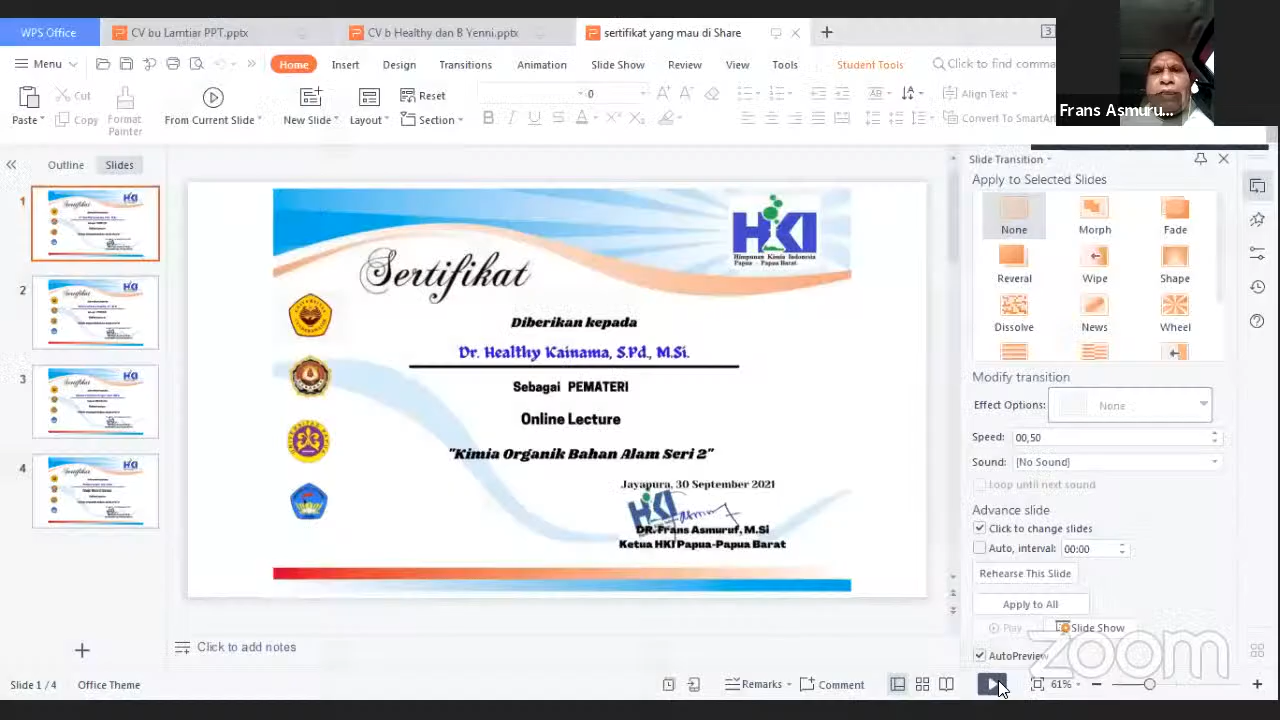 WPS Office
CV bu Lamtiar PPT.pptx
CV b Healthy dan B Yenni.pptx
sertifikat yang mau di Share
3
Menu
Home
Insert
Design
Transitions
Animation
Slide Show
Review
View
Tools
Student Tools
Click to find comma
Frans Asmuru...
Paste
Cut
Copy
Format
Painter
From Current Slide
New Slide
Layout
Reset
Section
0
Align Text
Convert To SmartAr
Outline
Slides
1
2
3
4
HKI
Himpunan Kimia Indonesia
Papua - Papua Barat
Sertifikat
Diberikan kepada
Dr. Healthy Kainama, S.Pd., M.Si.
Sebagai PEMATERI
Online Lecture
"Kimia Organik Bahan Alam Seri 2"
Jayapura, 30 September 2021
HKI
DR.Frans Asmuruf, M.Si
Ketua HKI Papua-Papua Barat
Click to add notes
Slide Transition
Apply to Selected Slides
None
Morph
Fade
Reveral
Wipe
Shape
Dissolve
News
Wheel
Modify transition
Effect Options:
None
Speed: 00,50
Sound: [No Sound]
Loop until next sound
Advance slide
Click to change slides
Auto, interval: 00:00
Rehearse This Slide
Apply to All
Play
Slide Show
AutoPreview
zoom
Slide 1 / 4
Office Theme
Remarks
Comment
61%